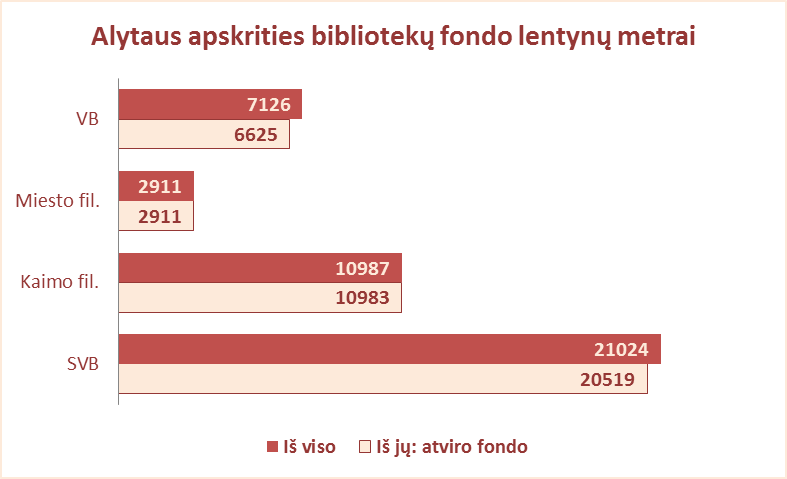 Alytaus apskrities bibliotekų fondo lentynų metrai
VB
7126
6625
Miesto fil.
2911
2911
Kaimo fil.
10987
10983
SVB
21024
20519
Iš viso
Iš jų: atviro fondo